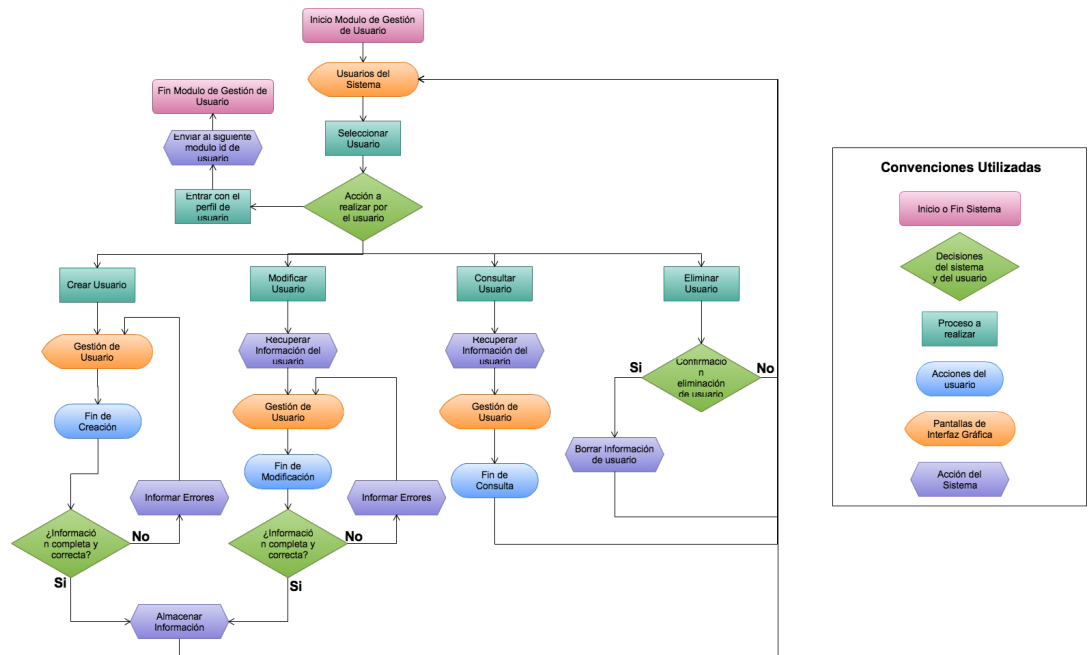 Inicio Modulo de Gestión
de Usuario
Usuarios del
Sistema
Fin Modulo de Gestión de
Usuario
Enviar al siguiente
modulo id de
usuario
Seleccionar
Usuario
Entrar con el
perfil de
usuario
Acción a
realizar por
el usuario
Crear Usuario
Modificar
Usuario
Consultar
Usuario
Eliminar
Usuario
Gestión de
Usuario
Recuperar
Información del
usuario
Recuperar
Información del
usuario
Si
Confirmació
n
eliminación
de usuario
No
Fin de
Creación
Gestión de
Usuario
Gestión de
Usuario
Borrar Información
de usuario
Fin de
Modificación
Fin de
Consulta
Informar Errores
Informar Errores
¿Informació
n completa y
correcta?
No
Si
¿Informació
n completa y
correcta?
No
Si
Almacenar
Información
Convenciones Utilizadas
Inicio o Fin Sistema
Decisiones
del sistema
y del usuario
Proceso a
realizar
Acciones del
usuario
Pantallas de
Interfaz Gráfica
Acción del
Sistema